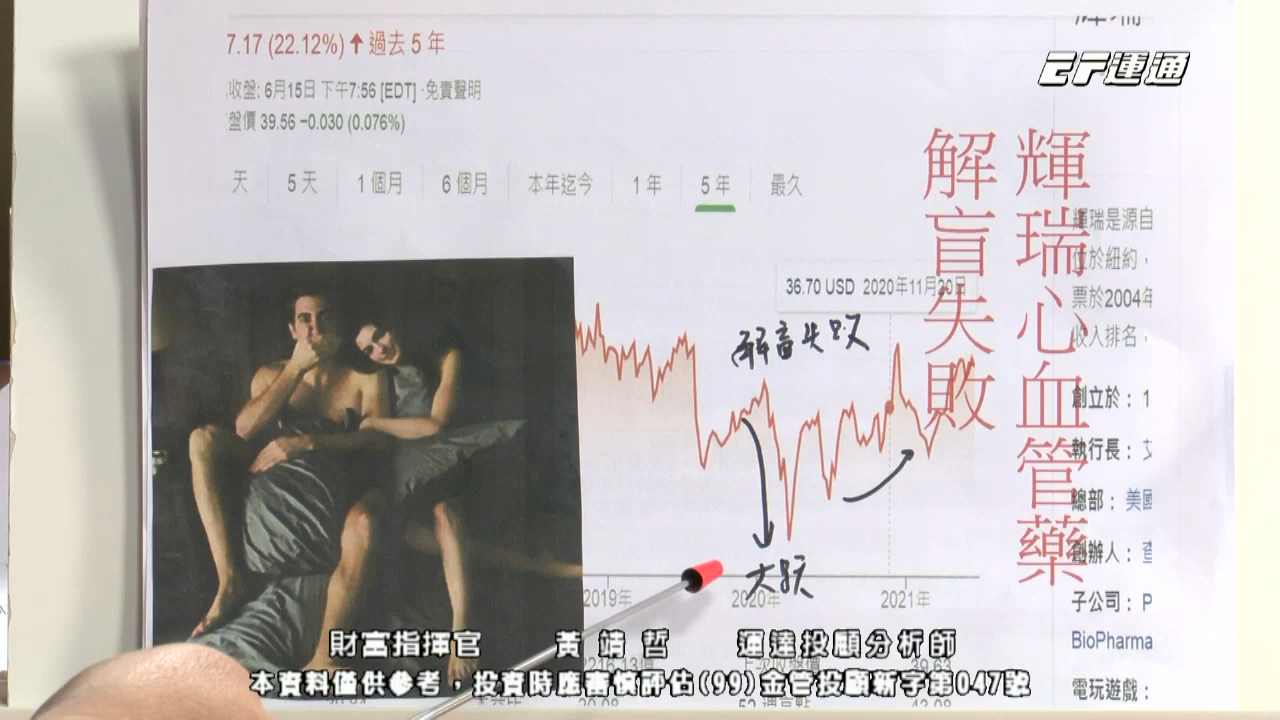 7.17 (22.12%) ↑ 過去 5 年
收盤: 6月15日 下午7:56 [EDT] · 免責聲明
盤價 39.56 −0.030 (0.076%)
天 5 天 1 個月 6 個月 本年迄今 1 年 5 年 最久
EF運通
36.70 USD 2020年11月20日
輝瑞心血管藥
解盲失敗
解盲失敗
大跌
輝瑞是源自
位於紐約，
票於2004年
收入排名，
創立於： 1
執行長： 艾
總部： 美國
創辦人： 查
子公司： P
BioPharma
電玩遊戲：
2019年 2020年 2021年
39.63
財富指揮官 黃靖哲 運達投顧分析師
本資料僅供參考，投資時應審慎評估(99)金管投顧新字第047號